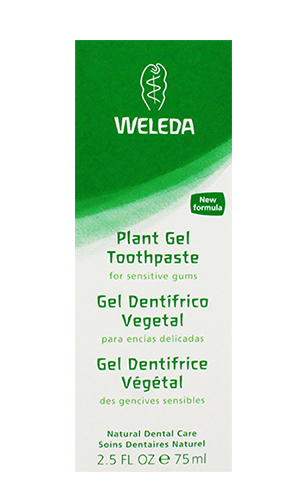 WELEDA
New
formula
Plant Gel
Toothpaste
for sensitive gums
Gel Dentífrico
Vegetal
para encías delicadas
Gel Dentifrice
Végétal
des gencives sensibles
Natural Dental Care
Soins Dentaires Naturel
2.5 FL OZ ℮ 75 ml